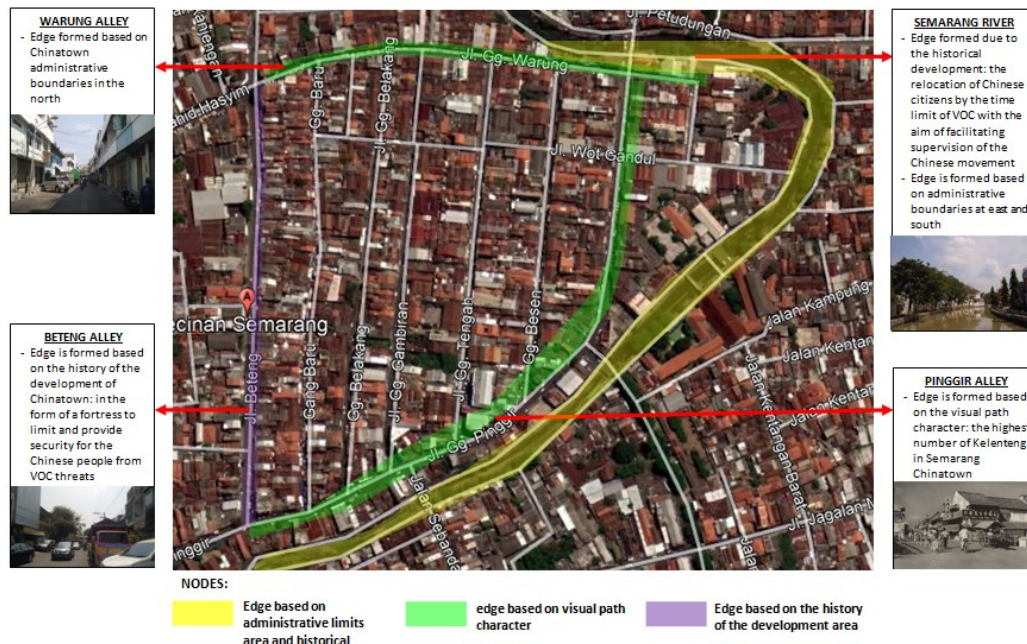 WARUNG ALLEY
- Edge formed based on
Chinatown
administrative
boundaries in the
north
BETENG ALLEY
- Edge is formed based
on the history of the
development of
Chinatown: in the
form of a fortress to
limit and provide
security for the
Chinese people from
VOC threats
Jl. Petudungan
Jl. Gg. Warung
Gg. Baru
Jl. Gg. Belakang
Jl. Wot Gandul
A
ecinan Semarang
Jl. Beteng
Gang Baru
Gg. Belakang
Jl. Gg. Gambiran
Jl. Gg. Tengah
Gg. Besen
Jl. Gg. Pinggir
Jalan Kampung
Jalan Kentan
Jalan Kentan
Jalan Kentangan Barat
Jl. Jagalan
Jalan Sebanda
Jalan
inggir
SEMARANG RIVER
- Edge formed due to
the historical
development: the
relocation of Chinese
citizens by the time
limit of VOC with the
aim of facilitating
supervision of the
Chinese movement
- Edge is formed based
on administrative
boundaries at east and
south
PINGGIR ALLEY
- Edge is formed based
on the visual path
character: the highest
number of Kelenteng
in Semarang
Chinatown
NODES:
Edge based on
administrative limits
area and historical
edge based on visual path
character
Edge based on the history
of the development area